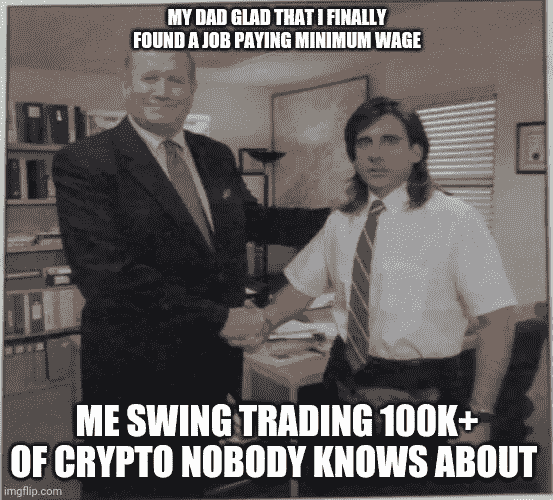 MY DAD GLAD THAT I FINALLY
FOUND A JOB PAYING MINIMUM WAGE
ME SWING TRADING 100K+
OF CRYPTO NOBODY KNOWS ABOUT
imgflip.com